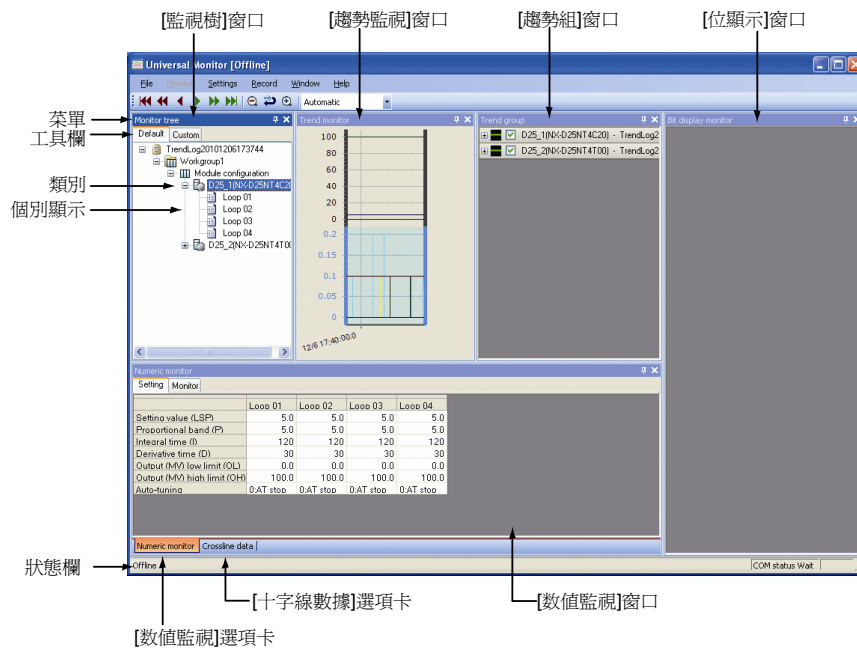 [監視樹]窗口
[趨勢監視]窗口
[趨勢組]窗口
[位顯示]窗口
Universal Monitor [Offline]
File Monitor Settings Record Window Help
Automatic
菜單
工具欄
類別
個別顯示
Monitor tree
Default Custom
TrendLog20101206173744
Workgroup1
Module configuration
D25_1(NX-D25NT4C20
Loop 01
Loop 02
Loop 03
Loop 04
D25_2(NX-D25NT4T00
Trend monitor
100
80
60
40
20
0
0.2
0.15
0.1
0.05
0
12/6 17:40:00.0
Trend group
D25_1(NX-D25NT4C20) - TrendLog2
D25_2(NX-D25NT4T00) - TrendLog2
Bit display monitor
Numeric monitor
Setting Monitor
Loop 01 Loop 02 Loop 03 Loop 04
Setting value (LSP) 5.0 5.0 5.0 5.0
Proportional band (P) 5.0 5.0 5.0 5.0
Integral time (I) 120 120 120 120
Derivative time (D) 30 30 30 30
Output (MV) low limit (OL) 0.0 0.0 0.0 0.0
Output (MV) high limit (OH) 100.0 100.0 100.0 100.0
Auto-tuning 0:AT stop 0:AT stop 0:AT stop 0:AT stop
Numeric monitor Crossline data
Offline COM status Wait
狀態欄
[十字線數據]選項卡
[数值監視]窗口
[数值監視]選項卡